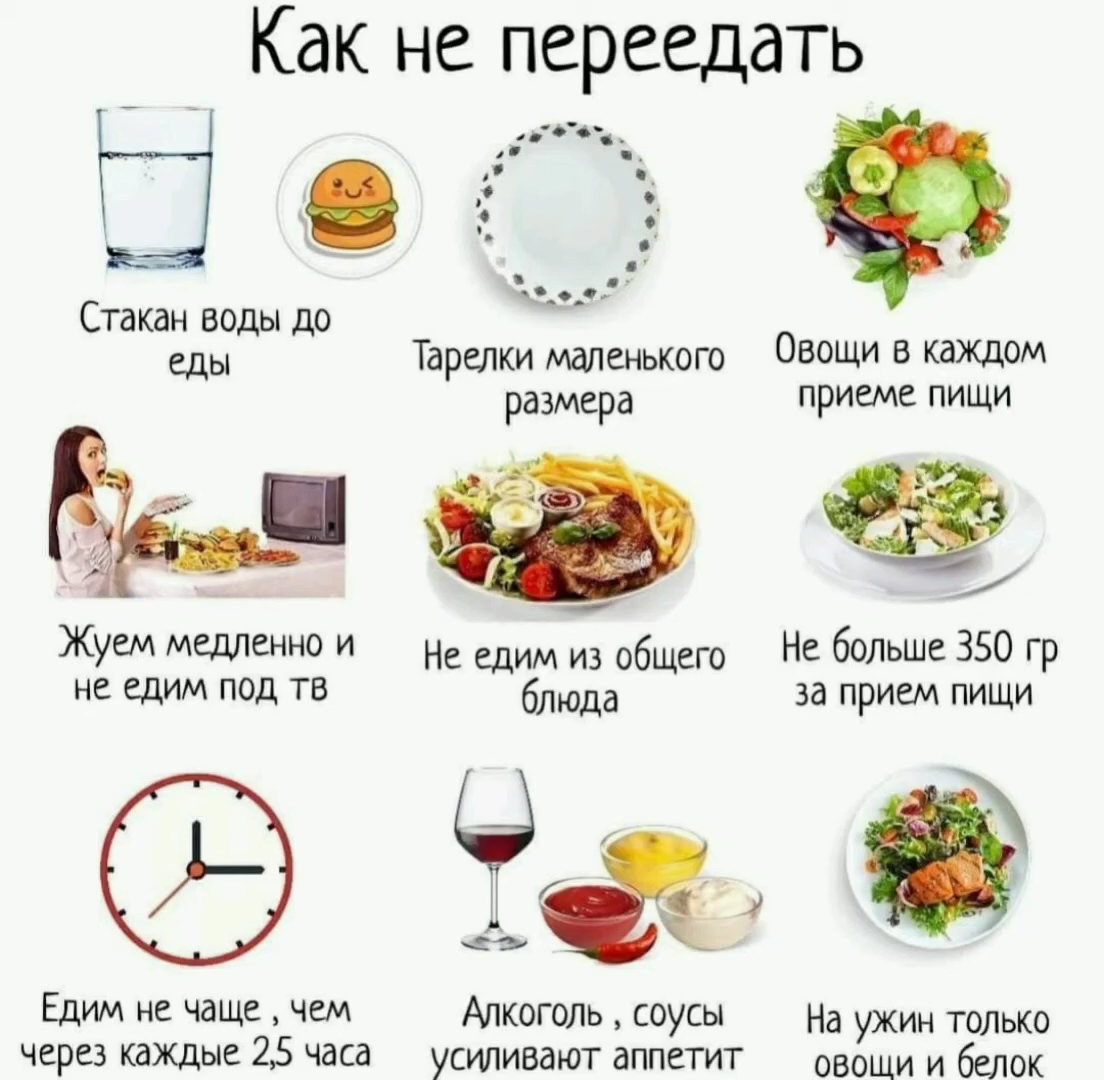 Как не переедать
Стакан воды до
еды
Тарелки маленького
размера
Овощи в каждом
приеме пищи
Жуем медленно и
не едим под тв
Не едим из общего
блюда
Не больше 350 гр
за прием пищи
Едим не чаще , чем
через каждые 2,5 часа
Алкоголь , соусы
усиливают аппетит
На ужин только
овощи и белок